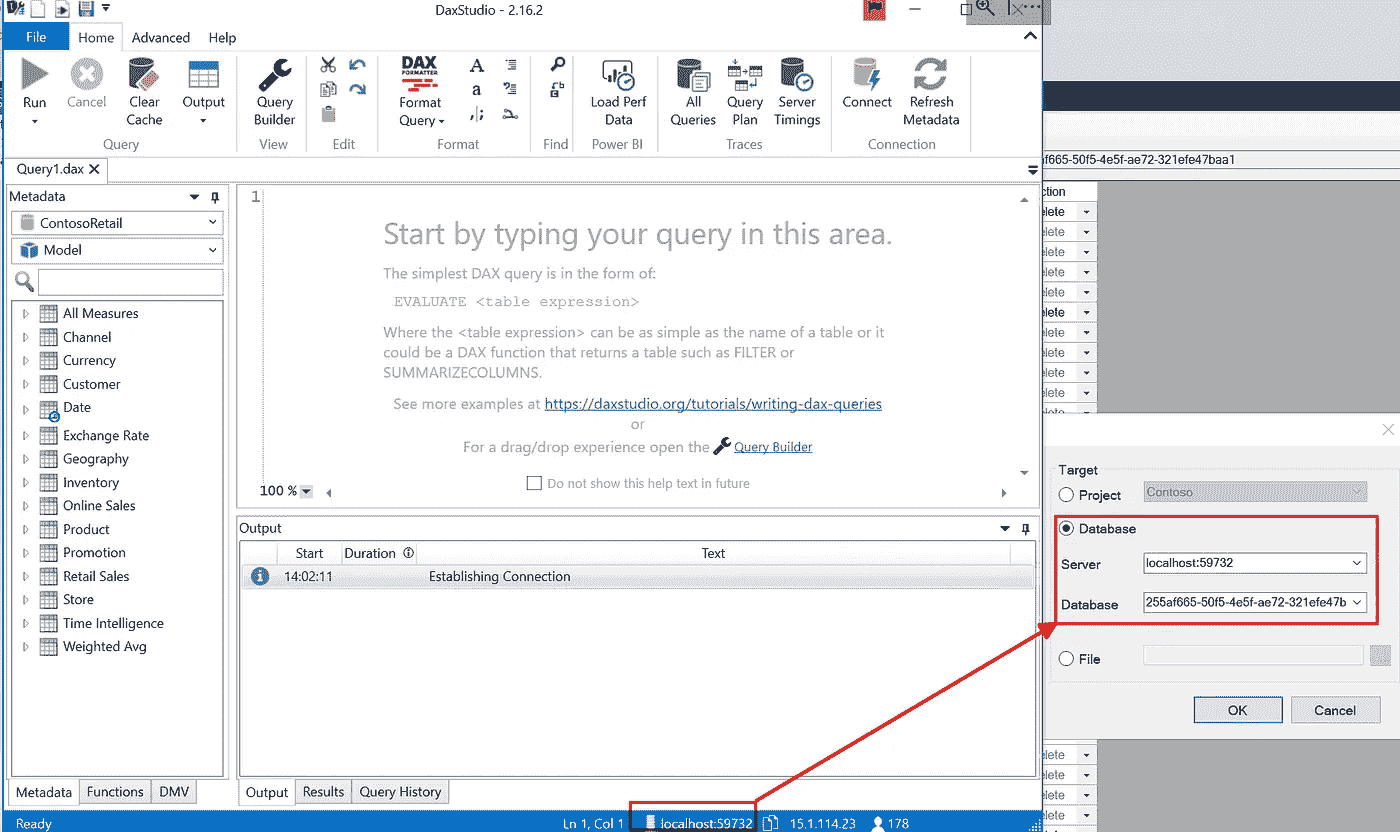 DaxStudio - 2.16.2
File Home Advanced Help
Run Cancel Clear Cache Output
Query
Query Builder
View
Edit
DAX
FORMATTER
Format Query
A
a
Format
Find
Load Perf Data
Power BI
All Queries Query Plan Server Timings
Traces
Connect Refresh Metadata
Connection
Query1.dax
Metadata
ContosoRetail
Model
All Measures
Channel
Currency
Customer
Date
Exchange Rate
Geography
Inventory
Online Sales
Product
Promotion
Retail Sales
Store
Time Intelligence
Weighted Avg
Metadata Functions DMV
1
Start by typing your query in this area.
The simplest DAX query is in the form of:
EVALUATE <table expression>
Where the <table expression> can be as simple as the name of a table or it
could be a DAX function that returns a table such as FILTER or
SUMMARIZECOLUMNS.
See more examples at https://daxstudio.org/tutorials/writing-dax-queries
or
For a drag/drop experience open the Query Builder
Do not show this help text in future
100 %
Output
Start Duration Text
14:02:11 Establishing Connection
Output Results Query History
Ready Ln 1, Col 1 localhost:59732 15.1.114.23 178
af665-50f5-4e5f-ae72-321efe47baa1
ction
elete
elete
elete
elete
elete
elete
elete
elete
elete
elete
Target
Project Contoso
Database
Server localhost:59732
Database 255af665-50f5-4e5f-ae72-321efe47b
File
OK Cancel
elete
elete
elete
elete